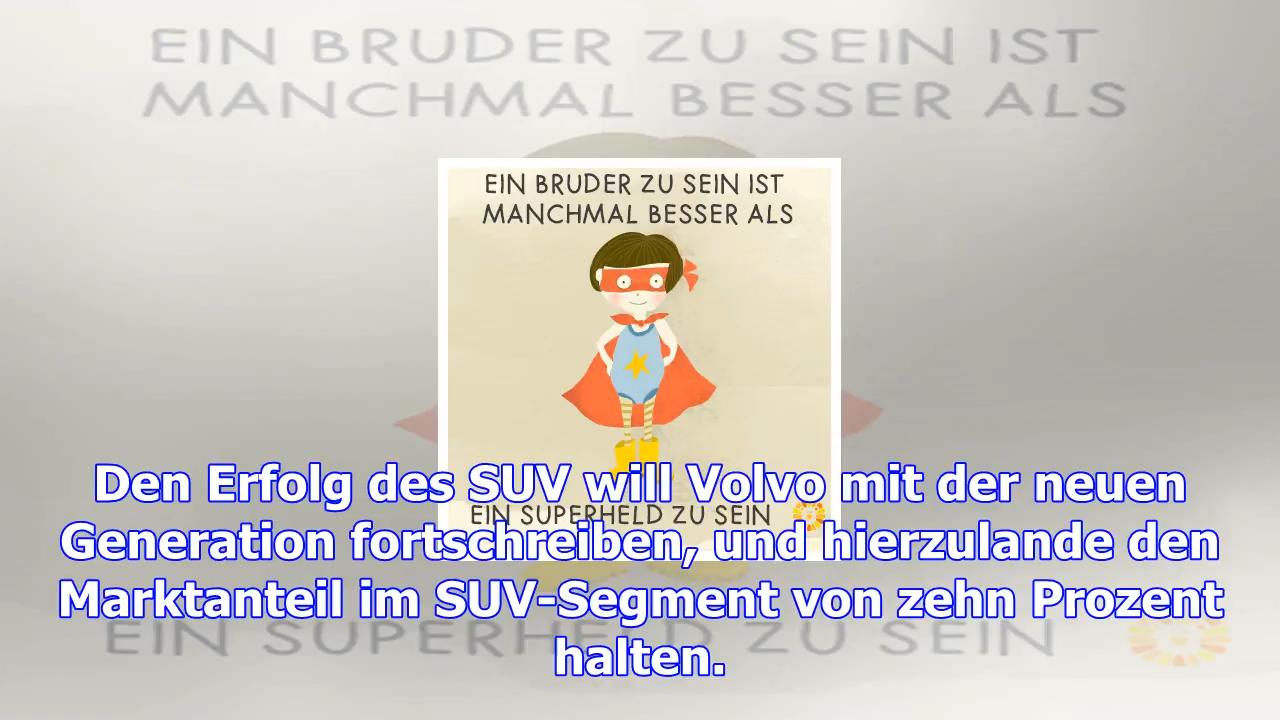 EIN BRUDER ZU SEIN IST
MANCHMAL BESSER ALS
EIN BRUDER ZU SEIN IST
MANCHMAL BESSER ALS
EIN SUPERHELD ZU SEIN
Den Erfolg des SUV will Volvo mit der neuen
Generation fortschreiben, und hierzulande den
Marktanteil im SUV-Segment von zehn Prozent
halten.
EIN SUPERHELD ZU SEIN